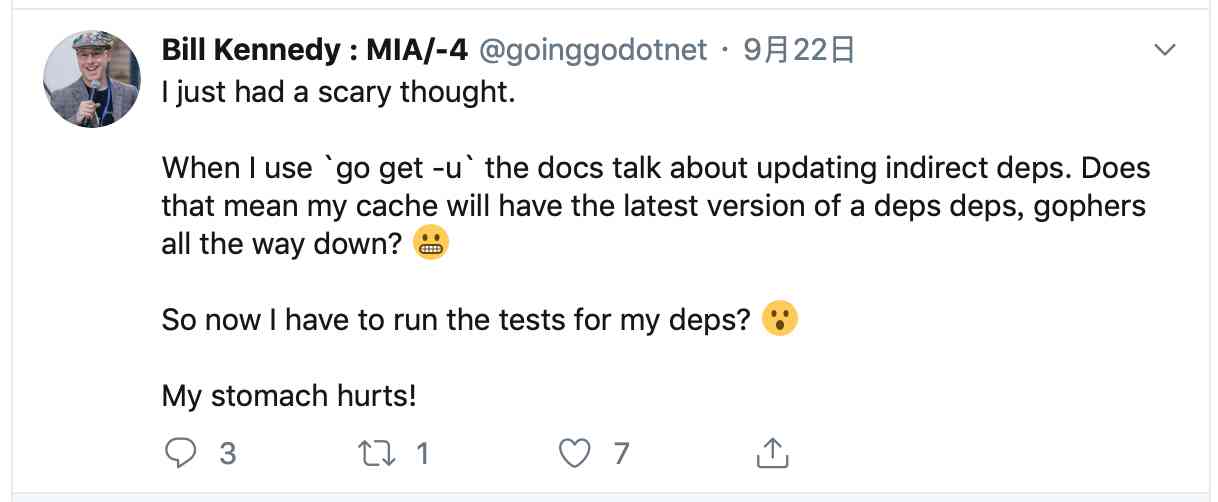 Bill Kennedy : MIA/-4 @goinggodotnet · 9月22日
I just had a scary thought.
When I use `go get -u` the docs talk about updating indirect deps. Does
that mean my cache will have the latest version of a deps deps, gophers
all the way down? 😬
So now I have to run the tests for my deps? 😮
My stomach hurts!
3 1 7